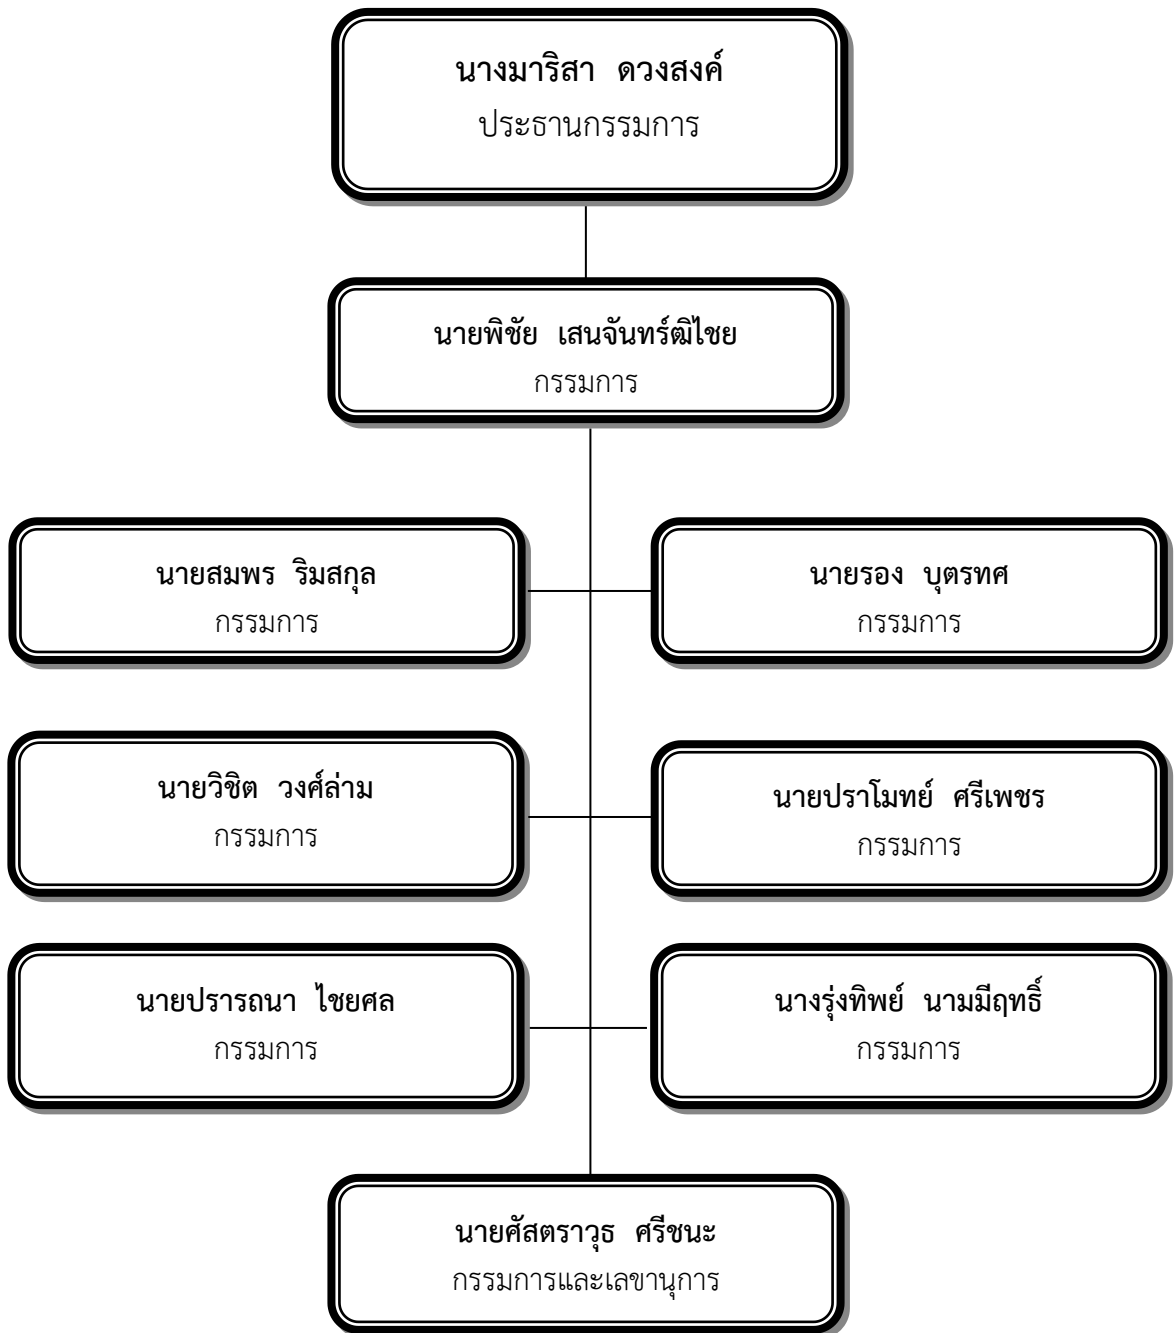 นางมาริสา ดวงสงค์
ประธานกรรมการ
นายพิชัย เสนจันทร์ฒิไชย
กรรมการ
นายสมพร ริมสกุล
กรรมการ
นายรอง บุตรทศ
กรรมการ
นายวิชิต วงศ์ล่าม
กรรมการ
นายปราโมทย์ ศรีเพชร
กรรมการ
นายปรารถนา ไชยศล
กรรมการ
นางรุ่งทิพย์ นามมีฤทธิ์
กรรมการ
นายศัสตราวุธ ศรีชนะ
กรรมการและเลขานุการ